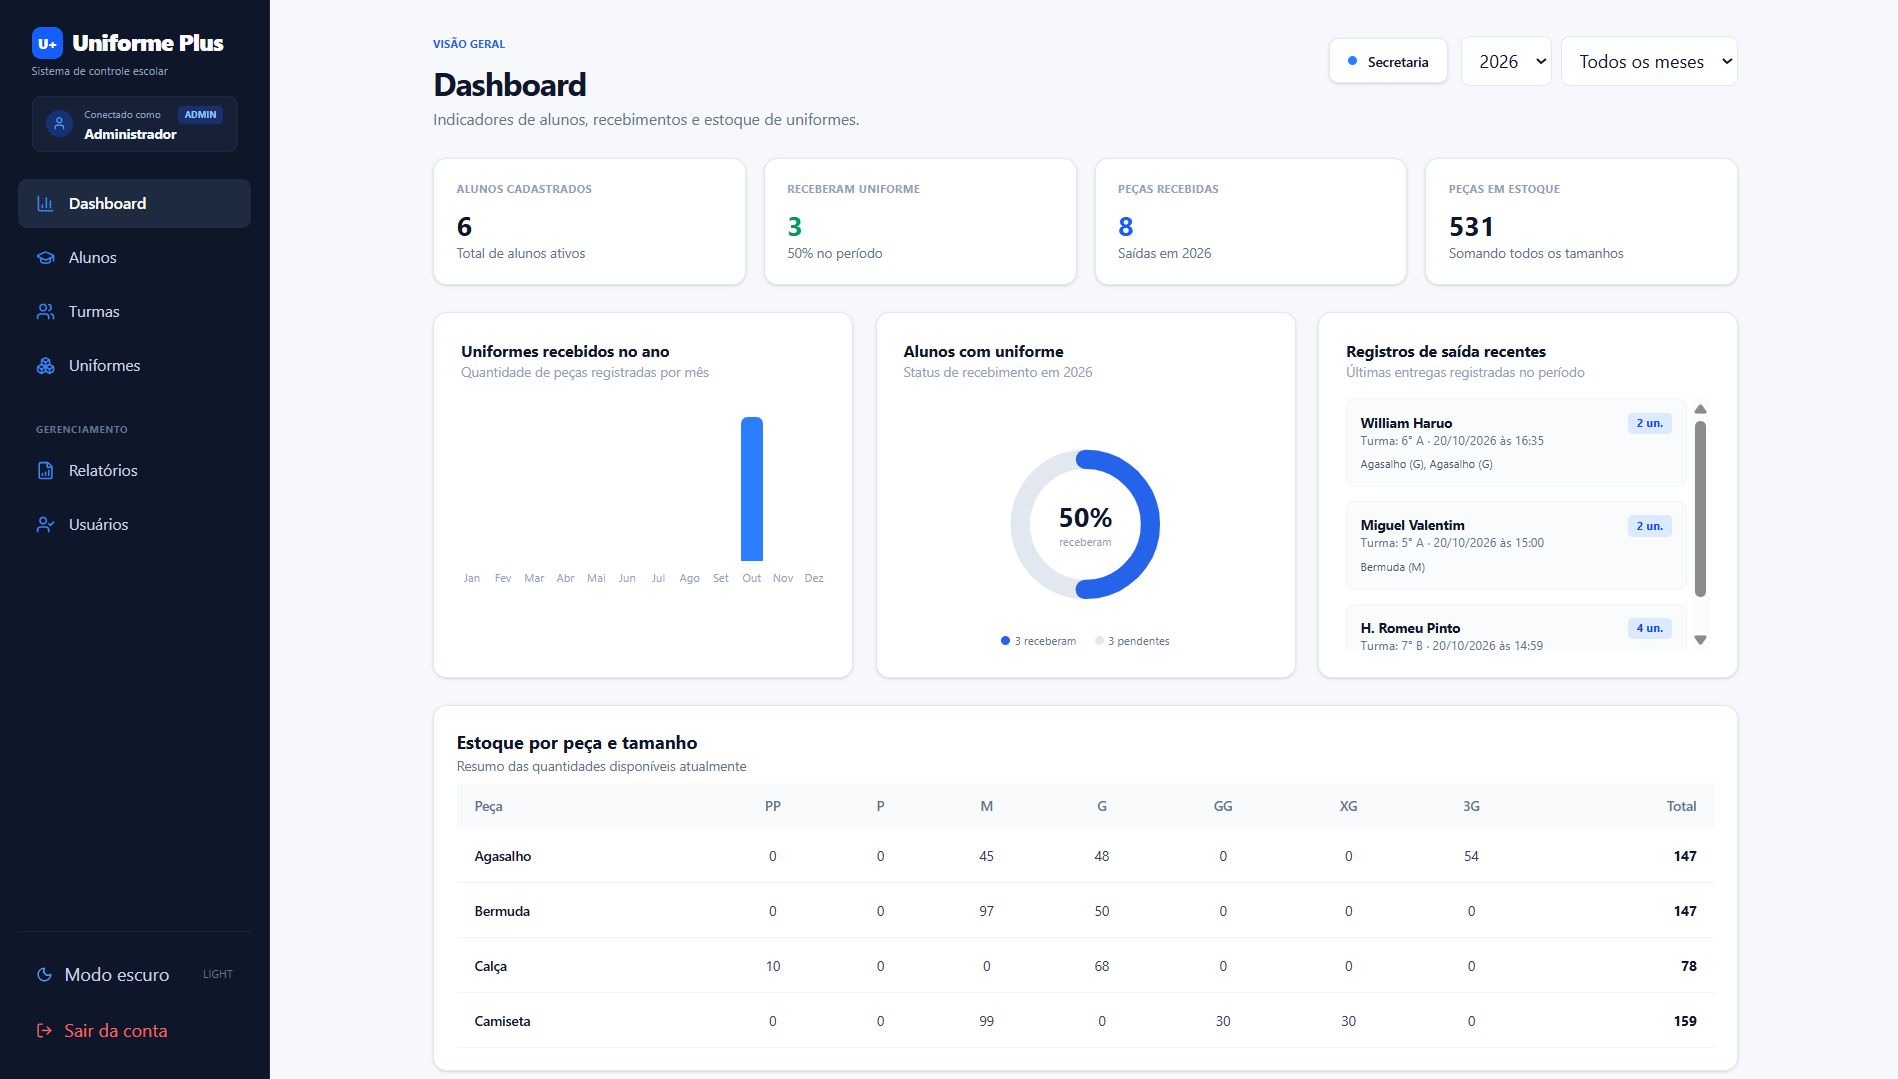 U+ Uniforme Plus
Sistema de controle escolar
Conectado como
ADMIN
Administrador
Dashboard
Alunos
Turmas
Uniformes
GERENCIAMENTO
Relatórios
Usuários
Modo escuro LIGHT
Sair da conta
VISÃO GERAL
Dashboard
Indicadores de alunos, recebimentos e estoque de uniformes.
Secretaria
2026
Todos os meses
ALUNOS CADASTRADOS
6
Total de alunos ativos
RECEBERAM UNIFORME
3
50% no período
PEÇAS RECEBIDAS
8
Saídas em 2026
PEÇAS EM ESTOQUE
531
Somando todos os tamanhos
Uniformes recebidos no ano
Quantidade de peças registradas por mês
Jan Fev Mar Abr Mai Jun Jul Ago Set Out Nov Dez
Alunos com uniforme
Status de recebimento em 2026
50%
receberam
3 receberam 3 pendentes
Registros de saída recentes
Últimas entregas registradas no período
William Haruo 2 un.
Turma: 6° A · 20/10/2026 às 16:35
Agasalho (G), Agasalho (G)
Miguel Valentim 2 un.
Turma: 5° A · 20/10/2026 às 15:00
Bermuda (M)
H. Romeu Pinto 4 un.
Turma: 7° B · 20/10/2026 às 14:59
Estoque por peça e tamanho
Resumo das quantidades disponíveis atualmente
Peça PP P M G GG XG 3G Total
Agasalho 0 0 45 48 0 0 54 147
Bermuda 0 0 97 50 0 0 0 147
Calça 10 0 0 68 0 0 0 78
Camiseta 0 0 99 0 30 30 0 159